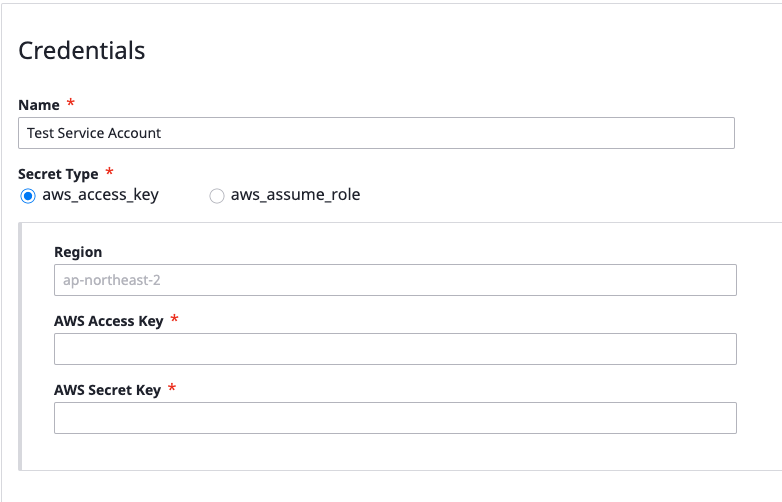 Credentials
Name *
Test Service Account
Secret Type *
aws_access_key aws_assume_role
Region
ap-northeast-2
AWS Access Key *
AWS Secret Key *